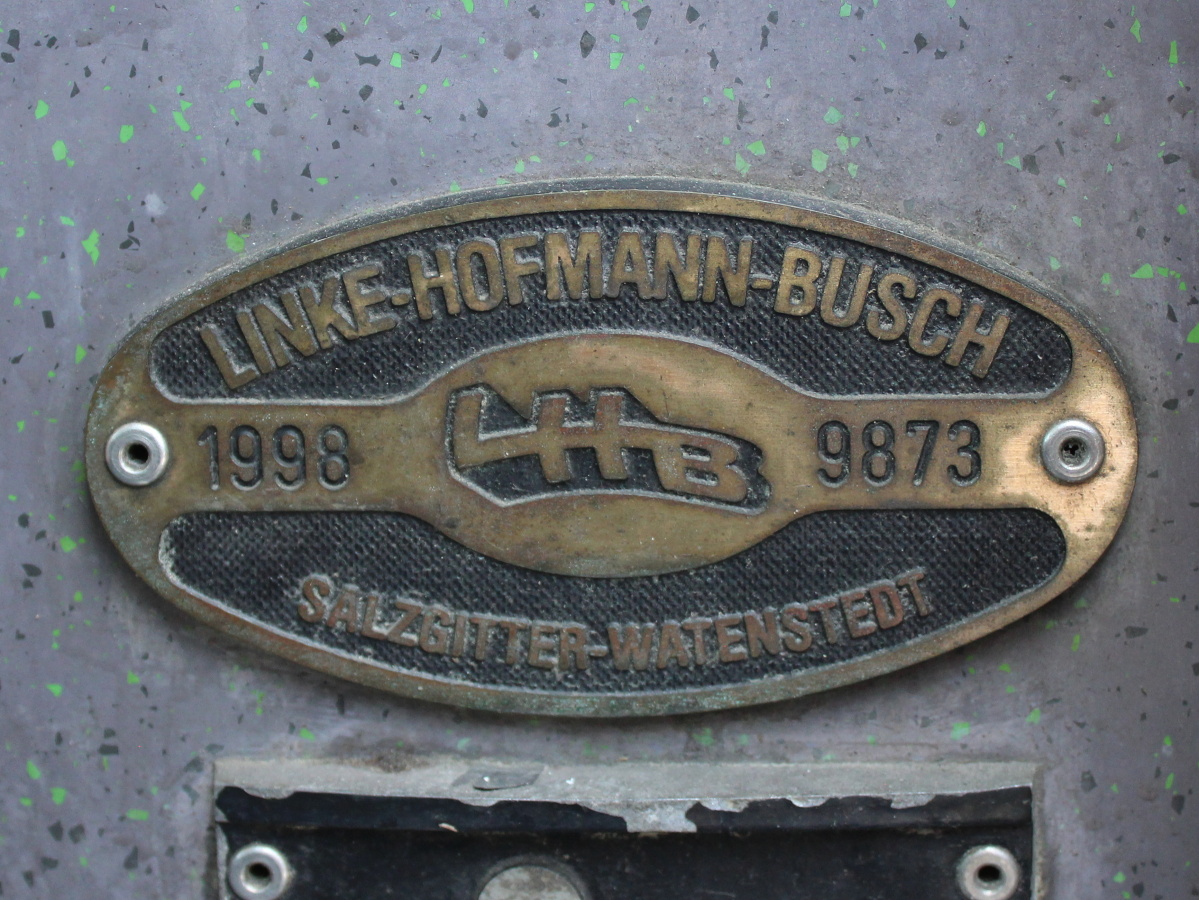 LINKE-HOFMANN-BUSCH
1998 LHB 9873
SALZGITTER-WATENSTEDT